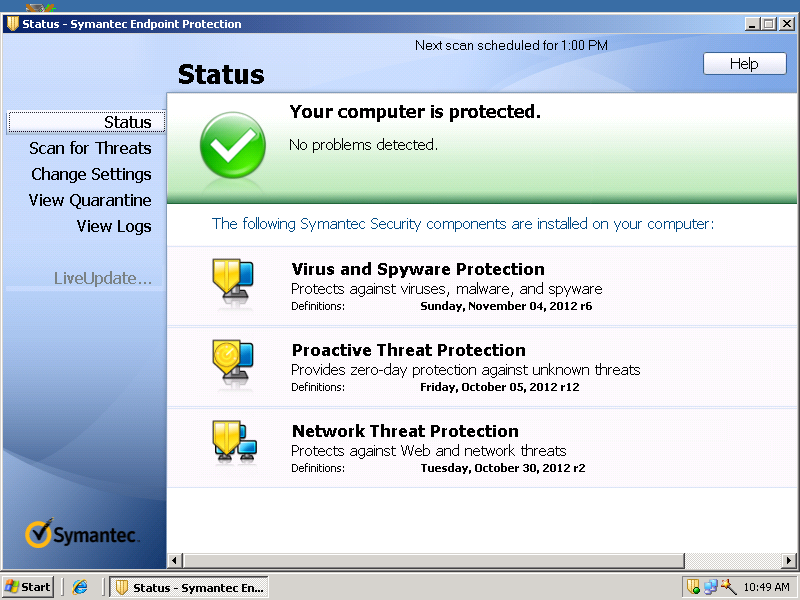 Status - Symantec Endpoint Protection
Next scan scheduled for 1:00 PM
Help
Status
Status
Scan for Threats
Change Settings
View Quarantine
View Logs
LiveUpdate...
Your computer is protected.
No problems detected.
The following Symantec Security components are installed on your computer:
Virus and Spyware Protection
Protects against viruses, malware, and spyware
Definitions: Sunday, November 04, 2012 r6
Proactive Threat Protection
Provides zero-day protection against unknown threats
Definitions: Friday, October 05, 2012 r12
Network Threat Protection
Protects against Web and network threats
Definitions: Tuesday, October 30, 2012 r2
Symantec.
Start
Status - Symantec En...
10:49 AM